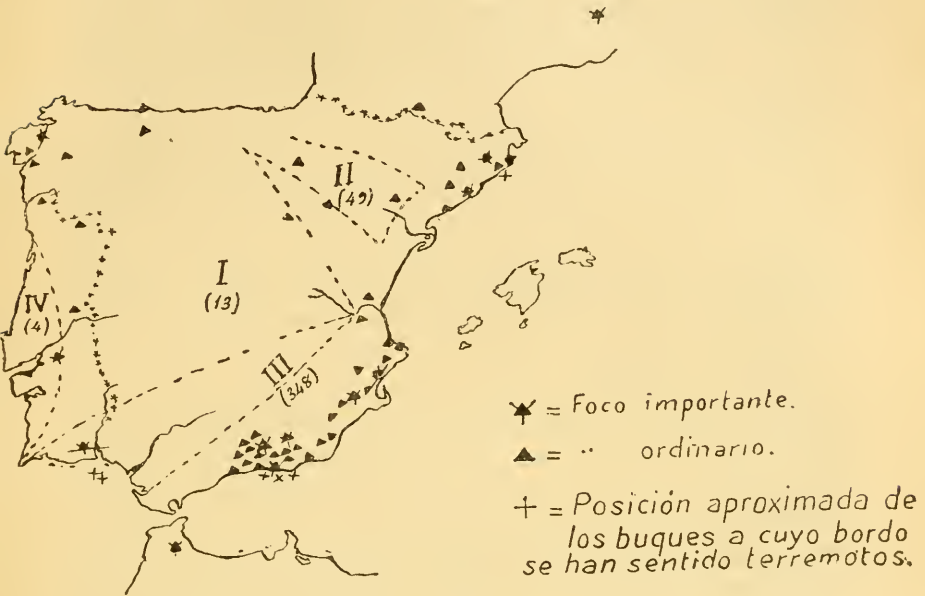 II
(49)
I
(13)
IV
(4)
III
(348)
= Foco importante.
= " ordinario.
+ = Posición aproximada de
los buques a cuyo bordo
se han sentido terremotos.